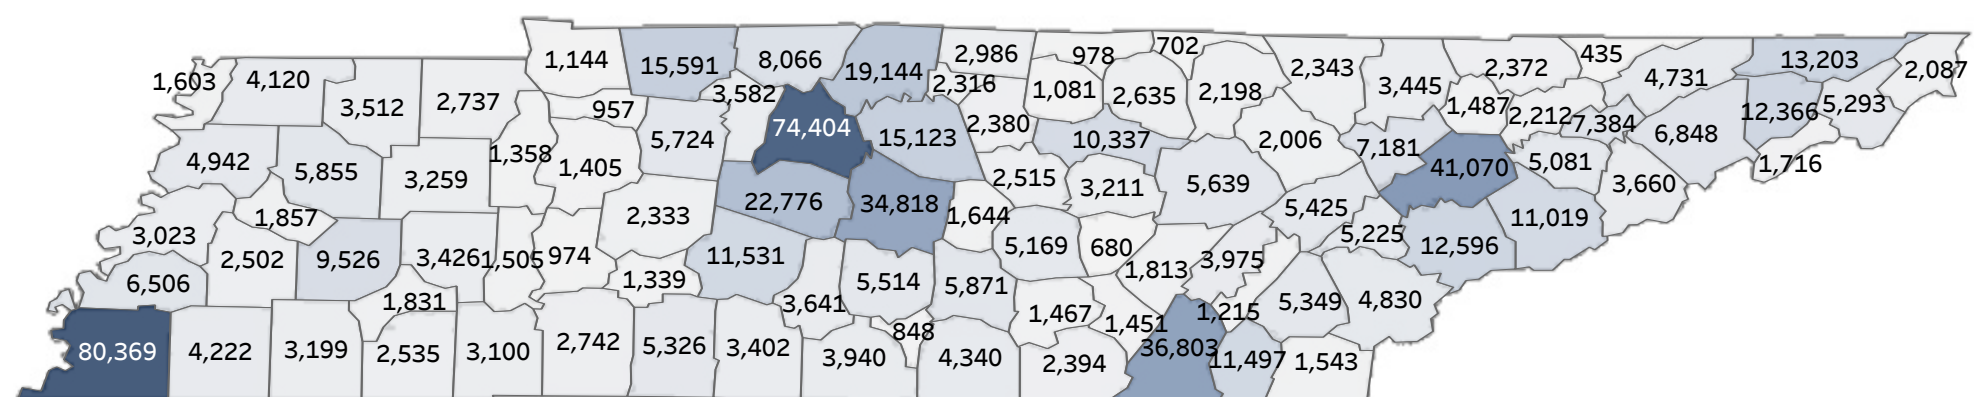 1,144 15,591 8,066 19,144 2,986 978 702 2,343 2,372 435 13,203 2,087
1,603 4,120 3,512 2,737 957 3,582 2,316 1,081 2,635 2,198 3,445 1,487 2,212 7,384 4,731 12,366 5,293
4,942 5,855 3,259 1,358 1,405 5,724 74,404 15,123 2,380 10,337 2,006 7,181 41,070 5,081 6,848 1,716
1,857 2,333 22,776 34,818 1,644 2,515 3,211 5,639 5,425 3,660
3,023 2,502 9,526 3,426 1,505 974 11,531 5,169 680 5,225 12,596 11,019
6,506 1,831 1,339 3,641 5,514 5,871 1,467 1,813 3,975 5,349 4,830
80,369 4,222 3,199 2,535 3,100 2,742 5,326 3,402 3,940 848 4,340 2,394 1,451 36,803 1,215 11,497 1,543